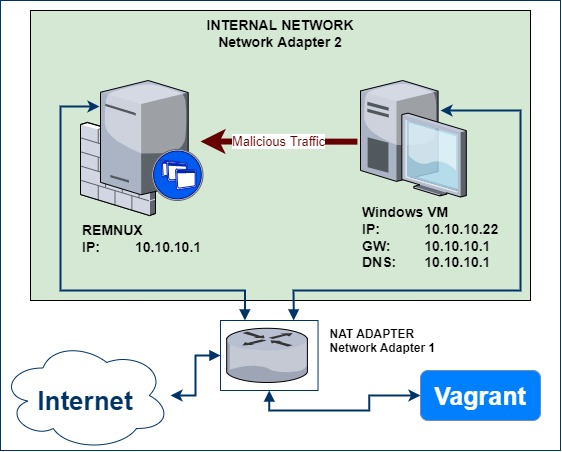 INTERNAL NETWORK
Network Adapter 2
Malicious Traffic
REMNUX
IP: 10.10.10.1
Windows VM
IP: 10.10.10.22
GW: 10.10.10.1
DNS: 10.10.10.1
NAT ADAPTER
Network Adapter 1
Internet
Vagrant